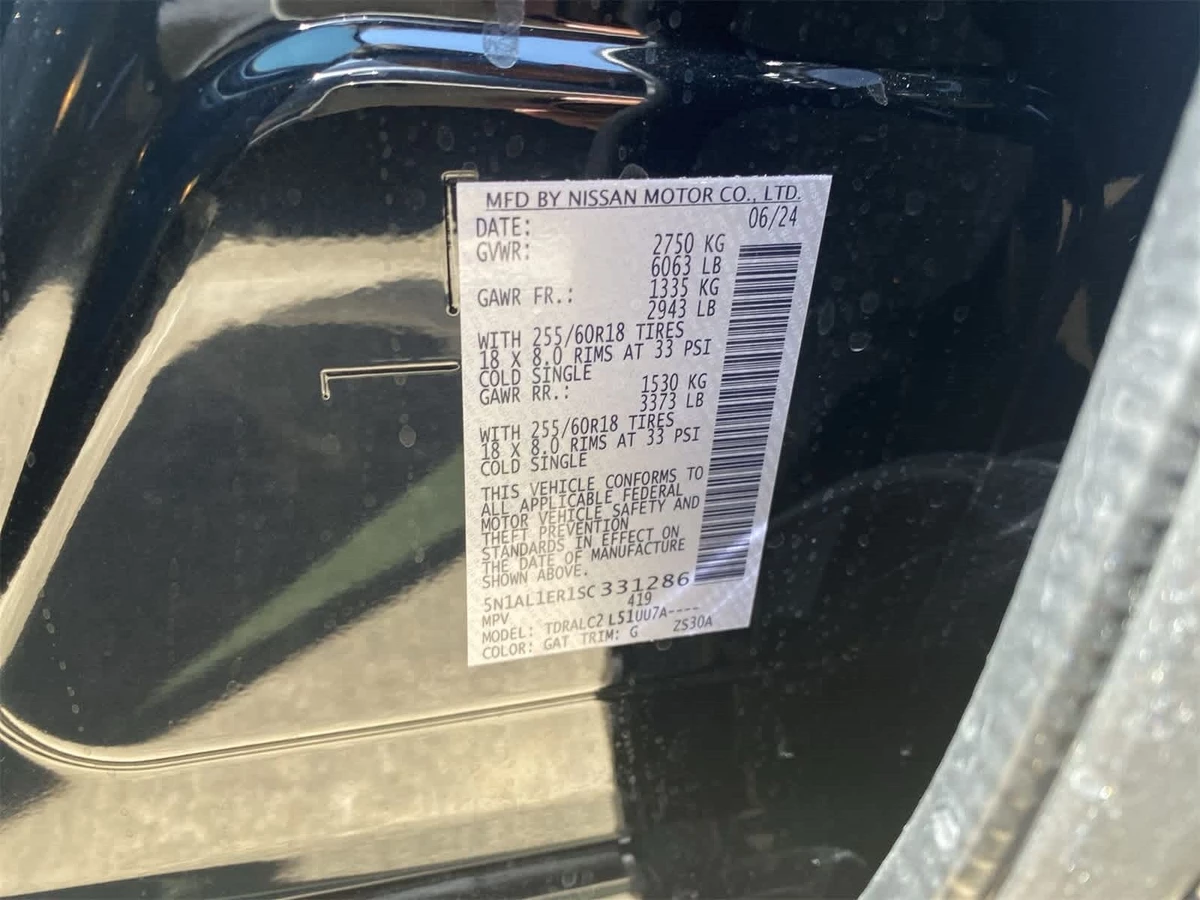 MFD BY NISSAN MOTOR CO., LTD.
DATE: 06/24
GVWR: 2750 KG
6063 LB
GAWR FR.: 1335 KG
2943 LB
WITH 255/60R18 TIRES
18 X 8.0 RIMS AT 33 PSI
COLD SINGLE
GAWR RR.: 1530 KG
3373 LB
WITH 255/60R18 TIRES
18 X 8.0 RIMS AT 33 PSI
COLD SINGLE
THIS VEHICLE CONFORMS TO
ALL APPLICABLE FEDERAL
MOTOR VEHICLE SAFETY AND
THEFT PREVENTION
STANDARDS IN EFFECT ON
THE DATE OF MANUFACTURE
SHOWN ABOVE.
5N1AL1ER1SC331286
MPV 419
MODEL: TDRALC2 L51UU7A----
COLOR: GAT TRIM: G ZS30A